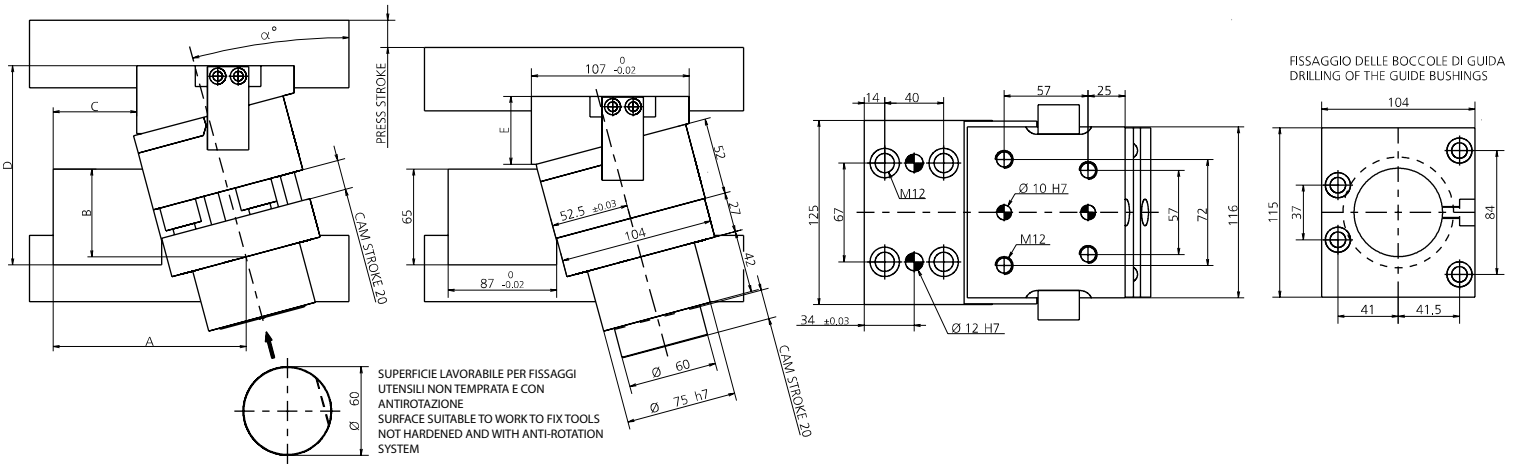 α°
C
D
B
A
CAM STROKE 20
PRESS STROKE
Ø 60
SUPERFICIE LAVORABILE PER FISSAGGI
UTENSILI NON TEMPRATA E CON
ANTIROTAZIONE
SURFACE SUITABLE TO WORK TO FIX TOOLS
NOT HARDENED AND WITH ANTI-ROTATION
SYSTEM
107 0 -0.02
E
52
65
52.5 ±0.03
27
104
42
87 0 -0.02
Ø 60
Ø 75 h7
CAM STROKE 20
14
40
57
25
125
67
M12
Ø 10 H7
M12
57
72
116
34 ±0.03
Ø 12 H7
FISSAGGIO DELLE BOCCOLE DI GUIDA
DRILLING OF THE GUIDE BUSHINGS
104
115
37
84
41
41,5